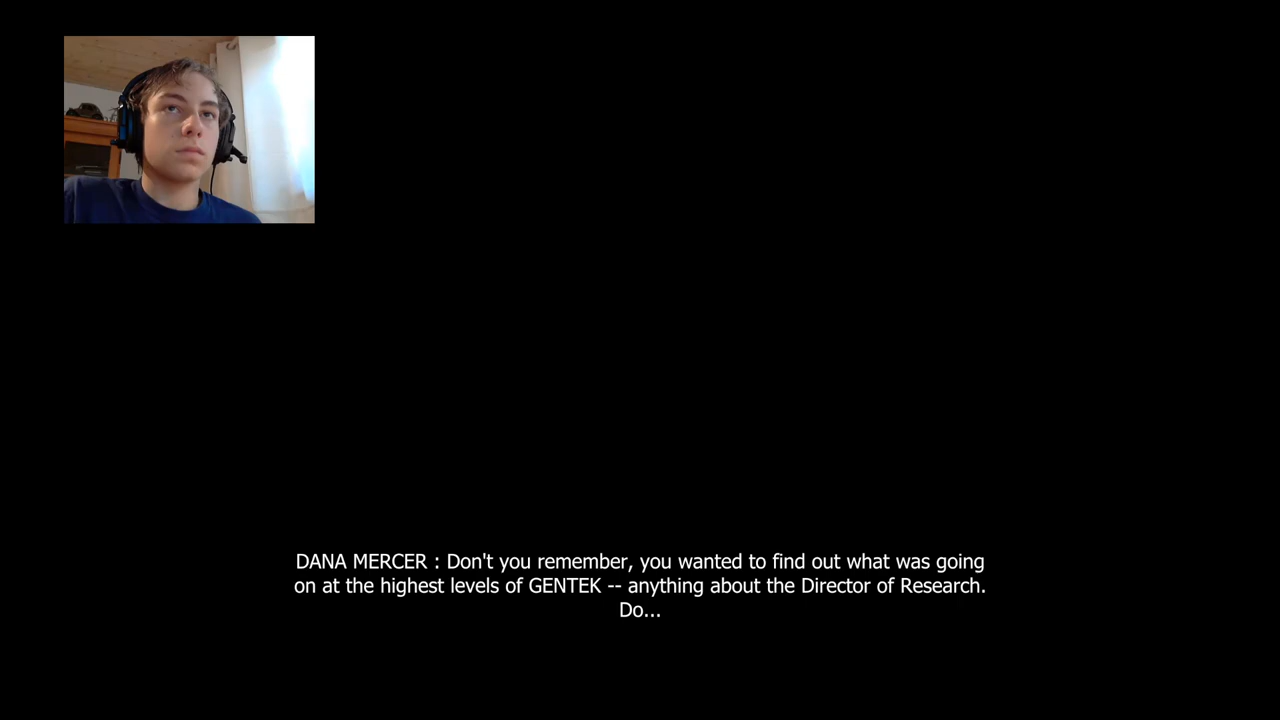 DANA MERCER : Don't you remember, you wanted to find out what was going
on at the highest levels of GENTEK -- anything about the Director of Research.
Do...